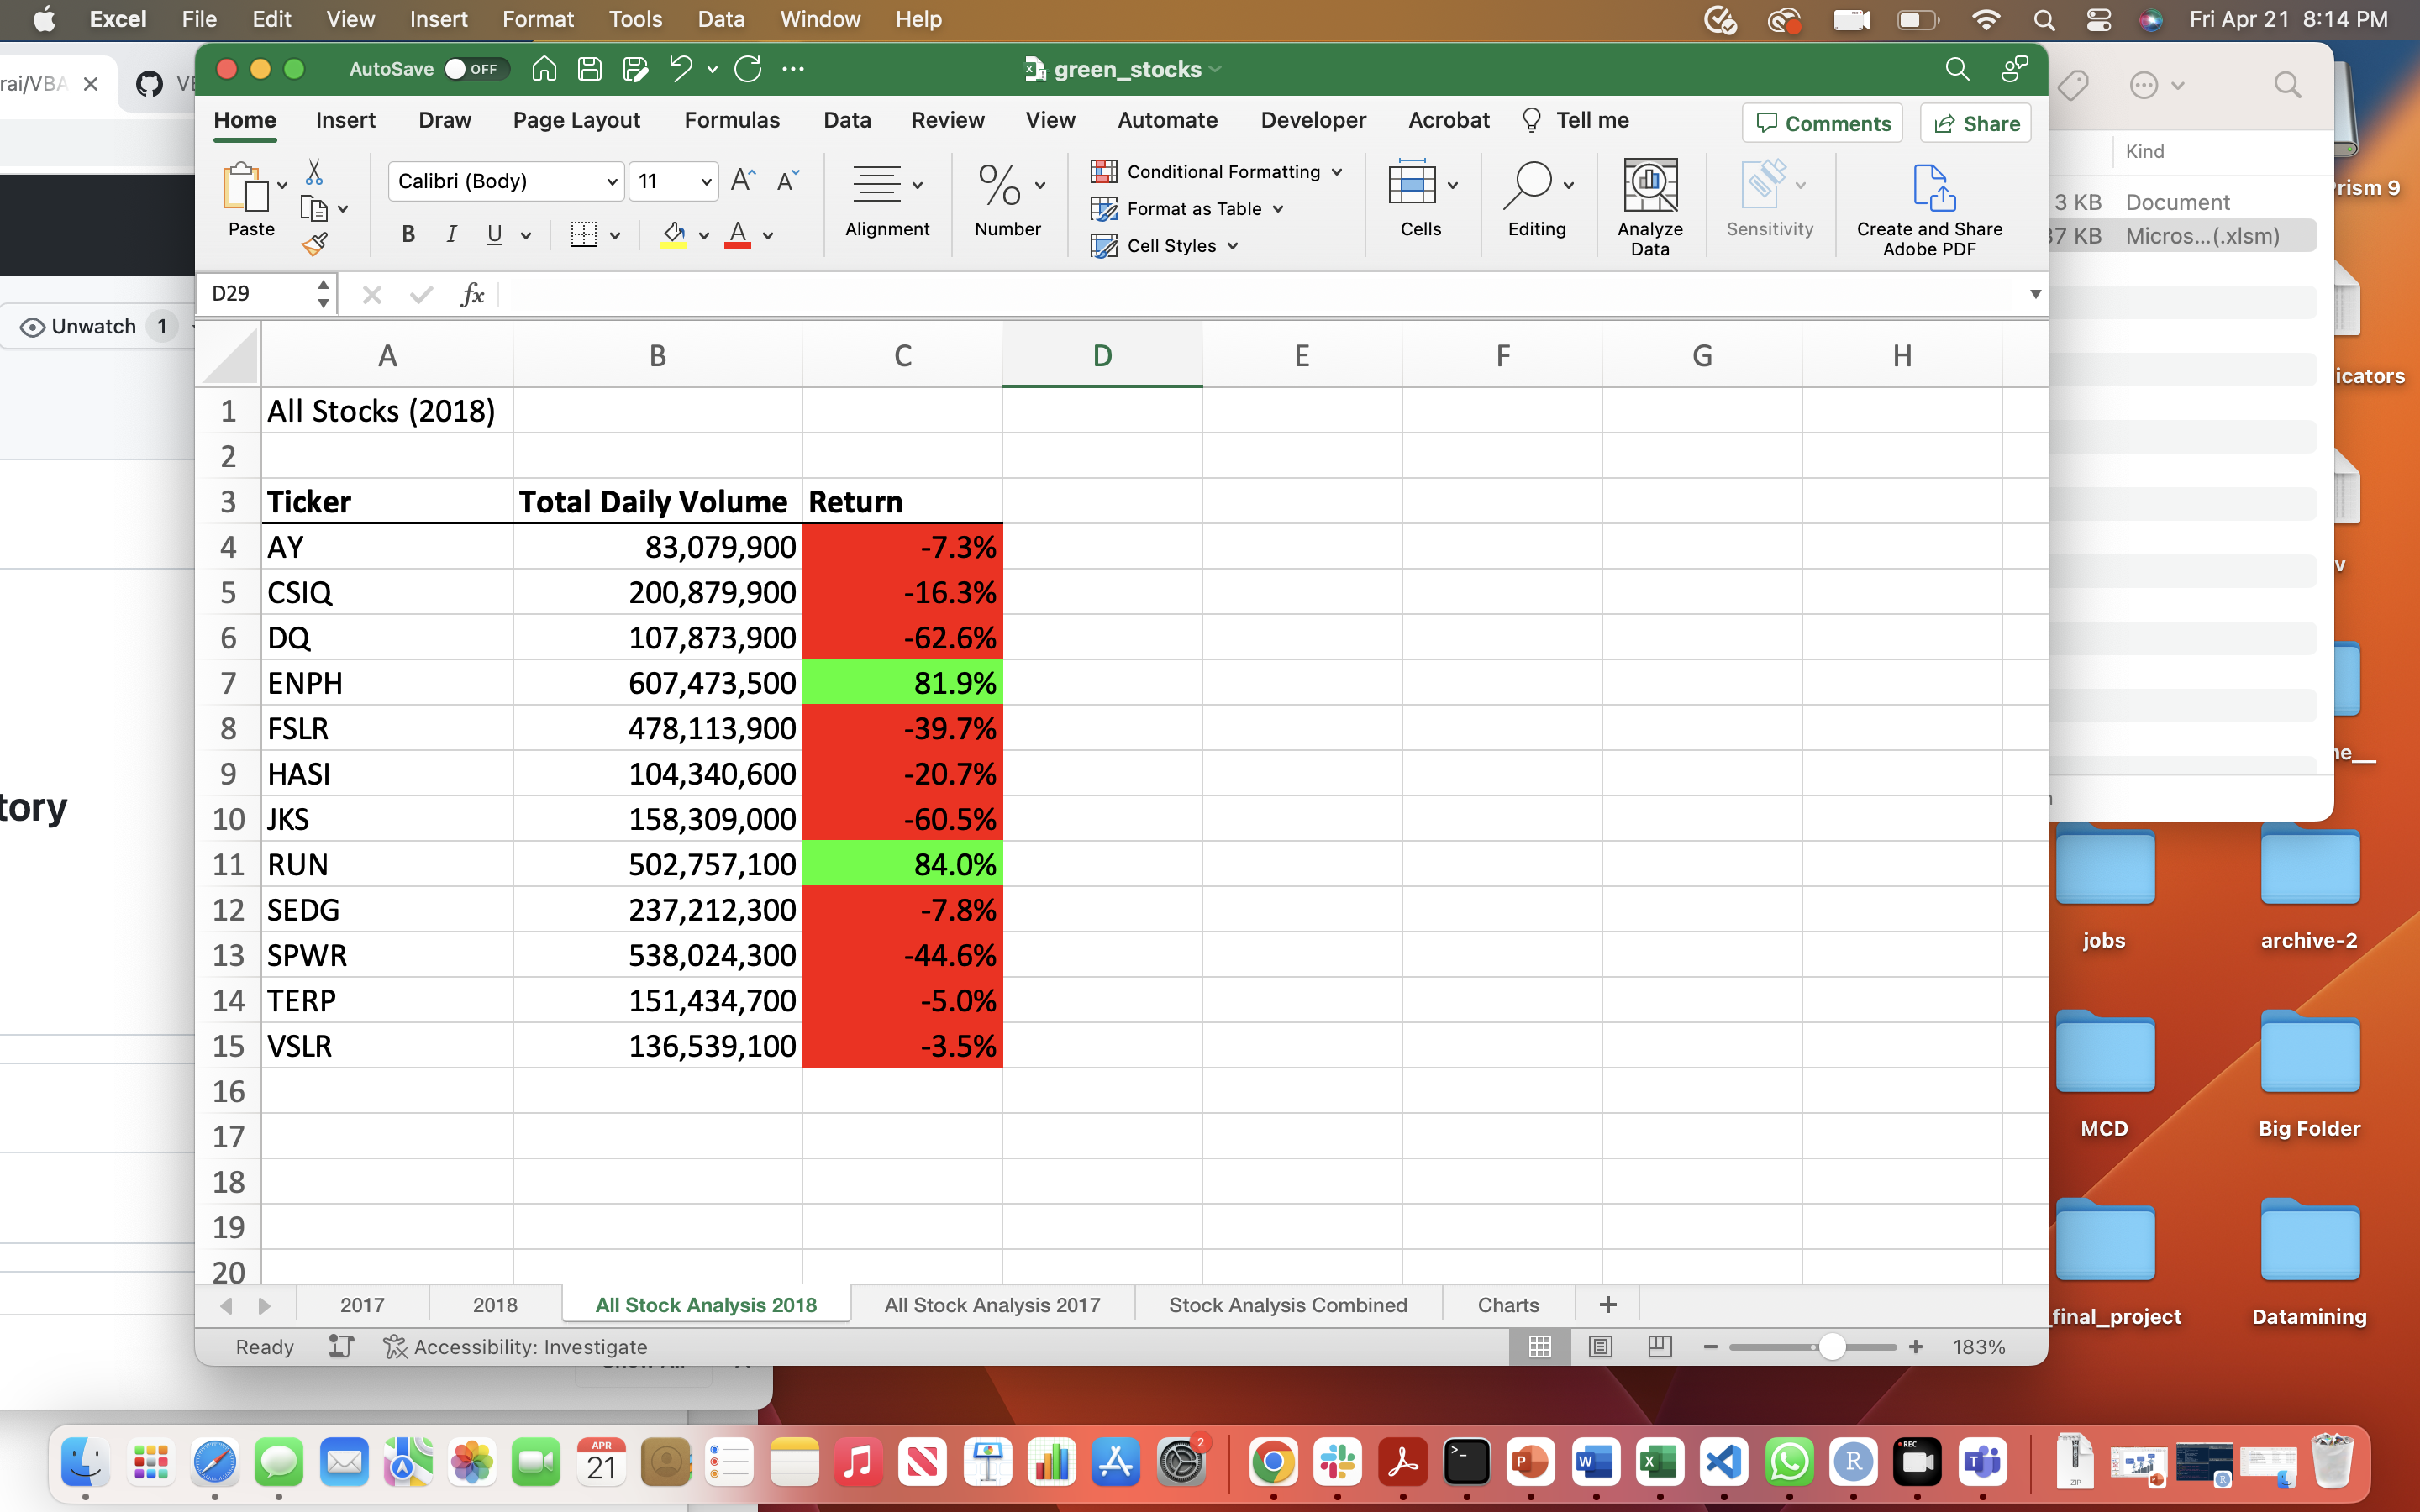 Excel File Edit View Insert Format Tools Data Window Help Fri Apr 21 8:14 PM
AutoSave OFF green_stocks
Home Insert Draw Page Layout Formulas Data Review View Automate Developer Acrobat Tell me Comments Share
Paste Calibri (Body) 11 B I U A Alignment Number Conditional Formatting Format as Table Cell Styles Cells Editing Analyze Data Sensitivity Create and Share Adobe PDF
D29 fx
A B C D E F G H
1 All Stocks (2018)
2
3 Ticker Total Daily Volume Return
4 AY 83,079,900 -7.3%
5 CSIQ 200,879,900 -16.3%
6 DQ 107,873,900 -62.6%
7 ENPH 607,473,500 81.9%
8 FSLR 478,113,900 -39.7%
9 HASI 104,340,600 -20.7%
10 JKS 158,309,000 -60.5%
11 RUN 502,757,100 84.0%
12 SEDG 237,212,300 -7.8%
13 SPWR 538,024,300 -44.6%
14 TERP 151,434,700 -5.0%
15 VSLR 136,539,100 -3.5%
16
17
18
19
20
2017 2018 All Stock Analysis 2018 All Stock Analysis 2017 Stock Analysis Combined Charts +
Ready Accessibility: Investigate 183%
rai/VBA
Unwatch 1
tory
Kind
3 KB Document
37 KB Micros...(.xlsm)
rism 9
icators
jobs archive-2
MCD Big Folder
_final_project Datamining
APR
21
2
REC
ZIP